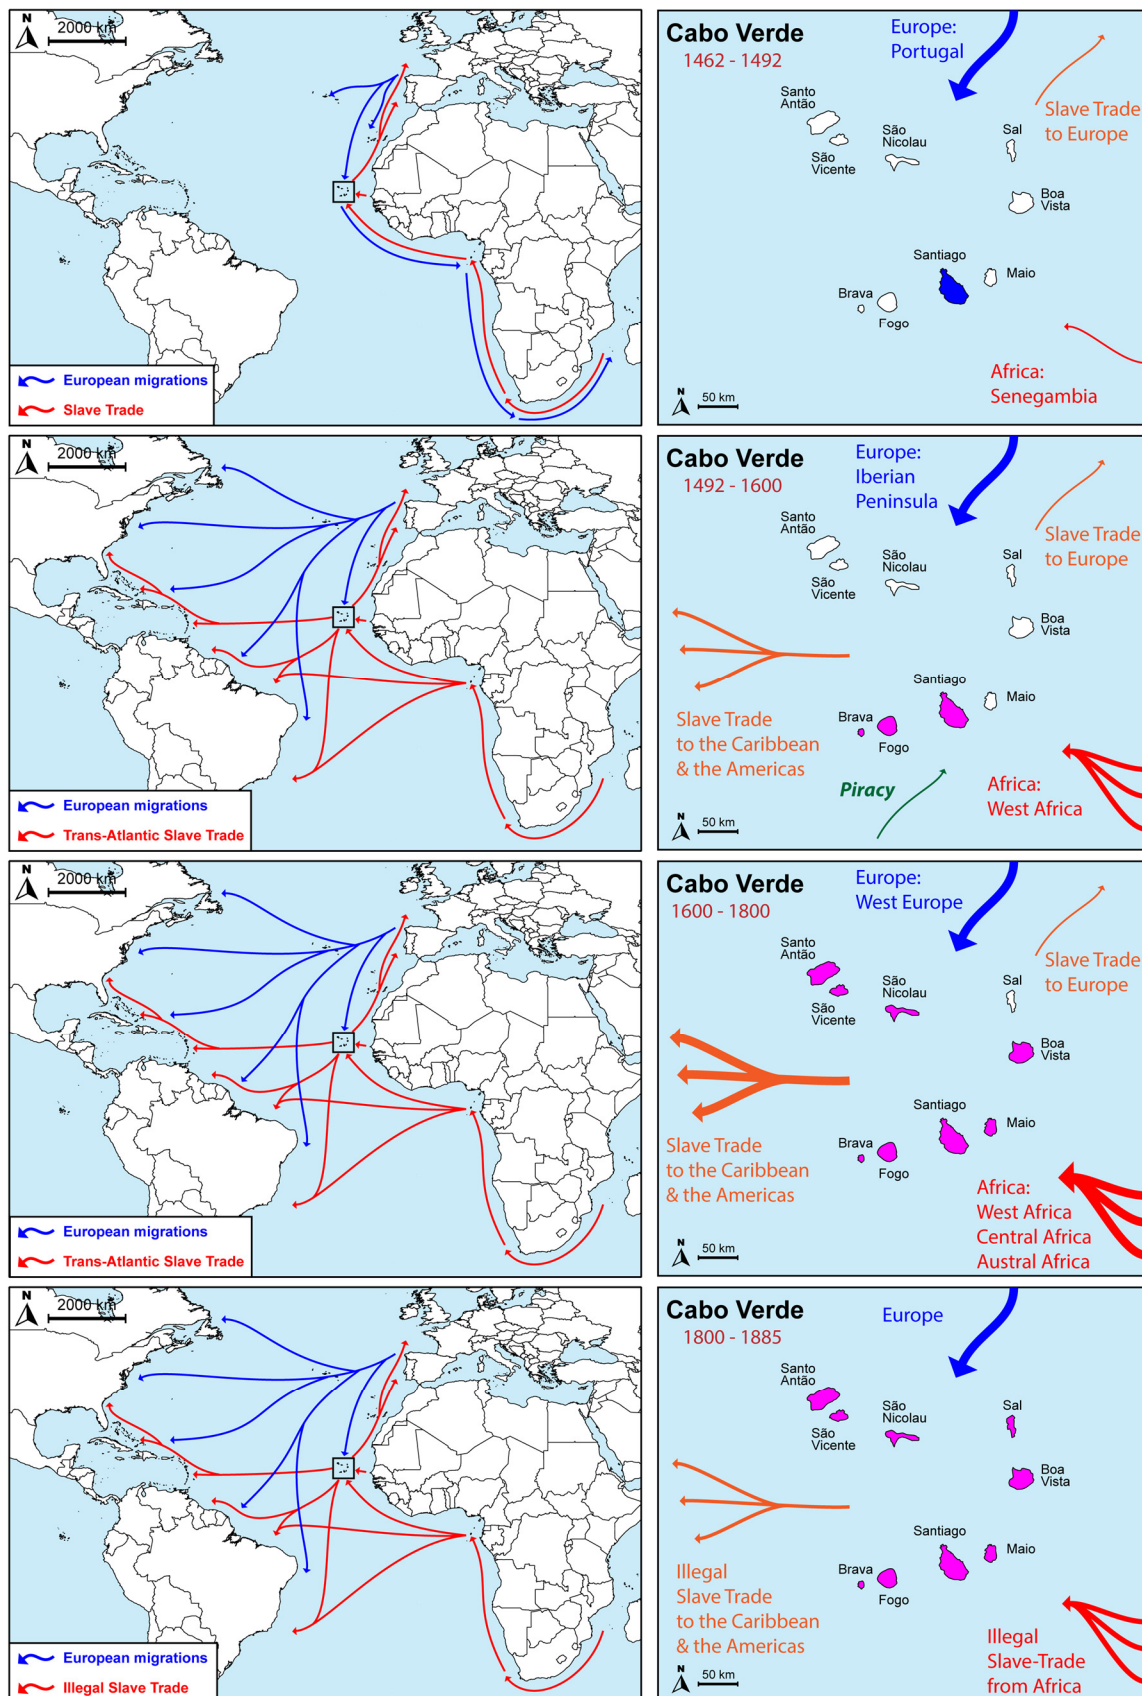 N
2000 km
European migrations
Slave Trade
Cabo Verde
1462 - 1492
Europe:
Portugal
Slave Trade
to Europe
Santo
Antão
São
Vicente
São
Nicolau
Sal
Boa
Vista
Santiago
Maio
Brava
Fogo
Africa:
Senegambia
N
50 km
N
2000 km
European migrations
Trans-Atlantic Slave Trade
Cabo Verde
1492 - 1600
Europe:
Iberian
Peninsula
Slave Trade
to Europe
Santo
Antão
São
Vicente
São
Nicolau
Sal
Boa
Vista
Santiago
Maio
Brava
Fogo
Slave Trade
to the Caribbean
& the Americas
Piracy
Africa:
West Africa
N
50 km
N
2000 km
European migrations
Trans-Atlantic Slave Trade
Cabo Verde
1600 - 1800
Europe:
West Europe
Slave Trade
to Europe
Santo
Antão
São
Vicente
São
Nicolau
Sal
Boa
Vista
Santiago
Maio
Brava
Fogo
Slave Trade
to the Caribbean
& the Americas
Africa:
West Africa
Central Africa
Austral Africa
N
50 km
N
2000 km
European migrations
Illegal Slave Trade
Cabo Verde
1800 - 1885
Europe
Santo
Antão
São
Vicente
São
Nicolau
Sal
Boa
Vista
Santiago
Maio
Brava
Fogo
Illegal
Slave Trade
to the Caribbean
& the Americas
Illegal
Slave-Trade
from Africa
N
50 km